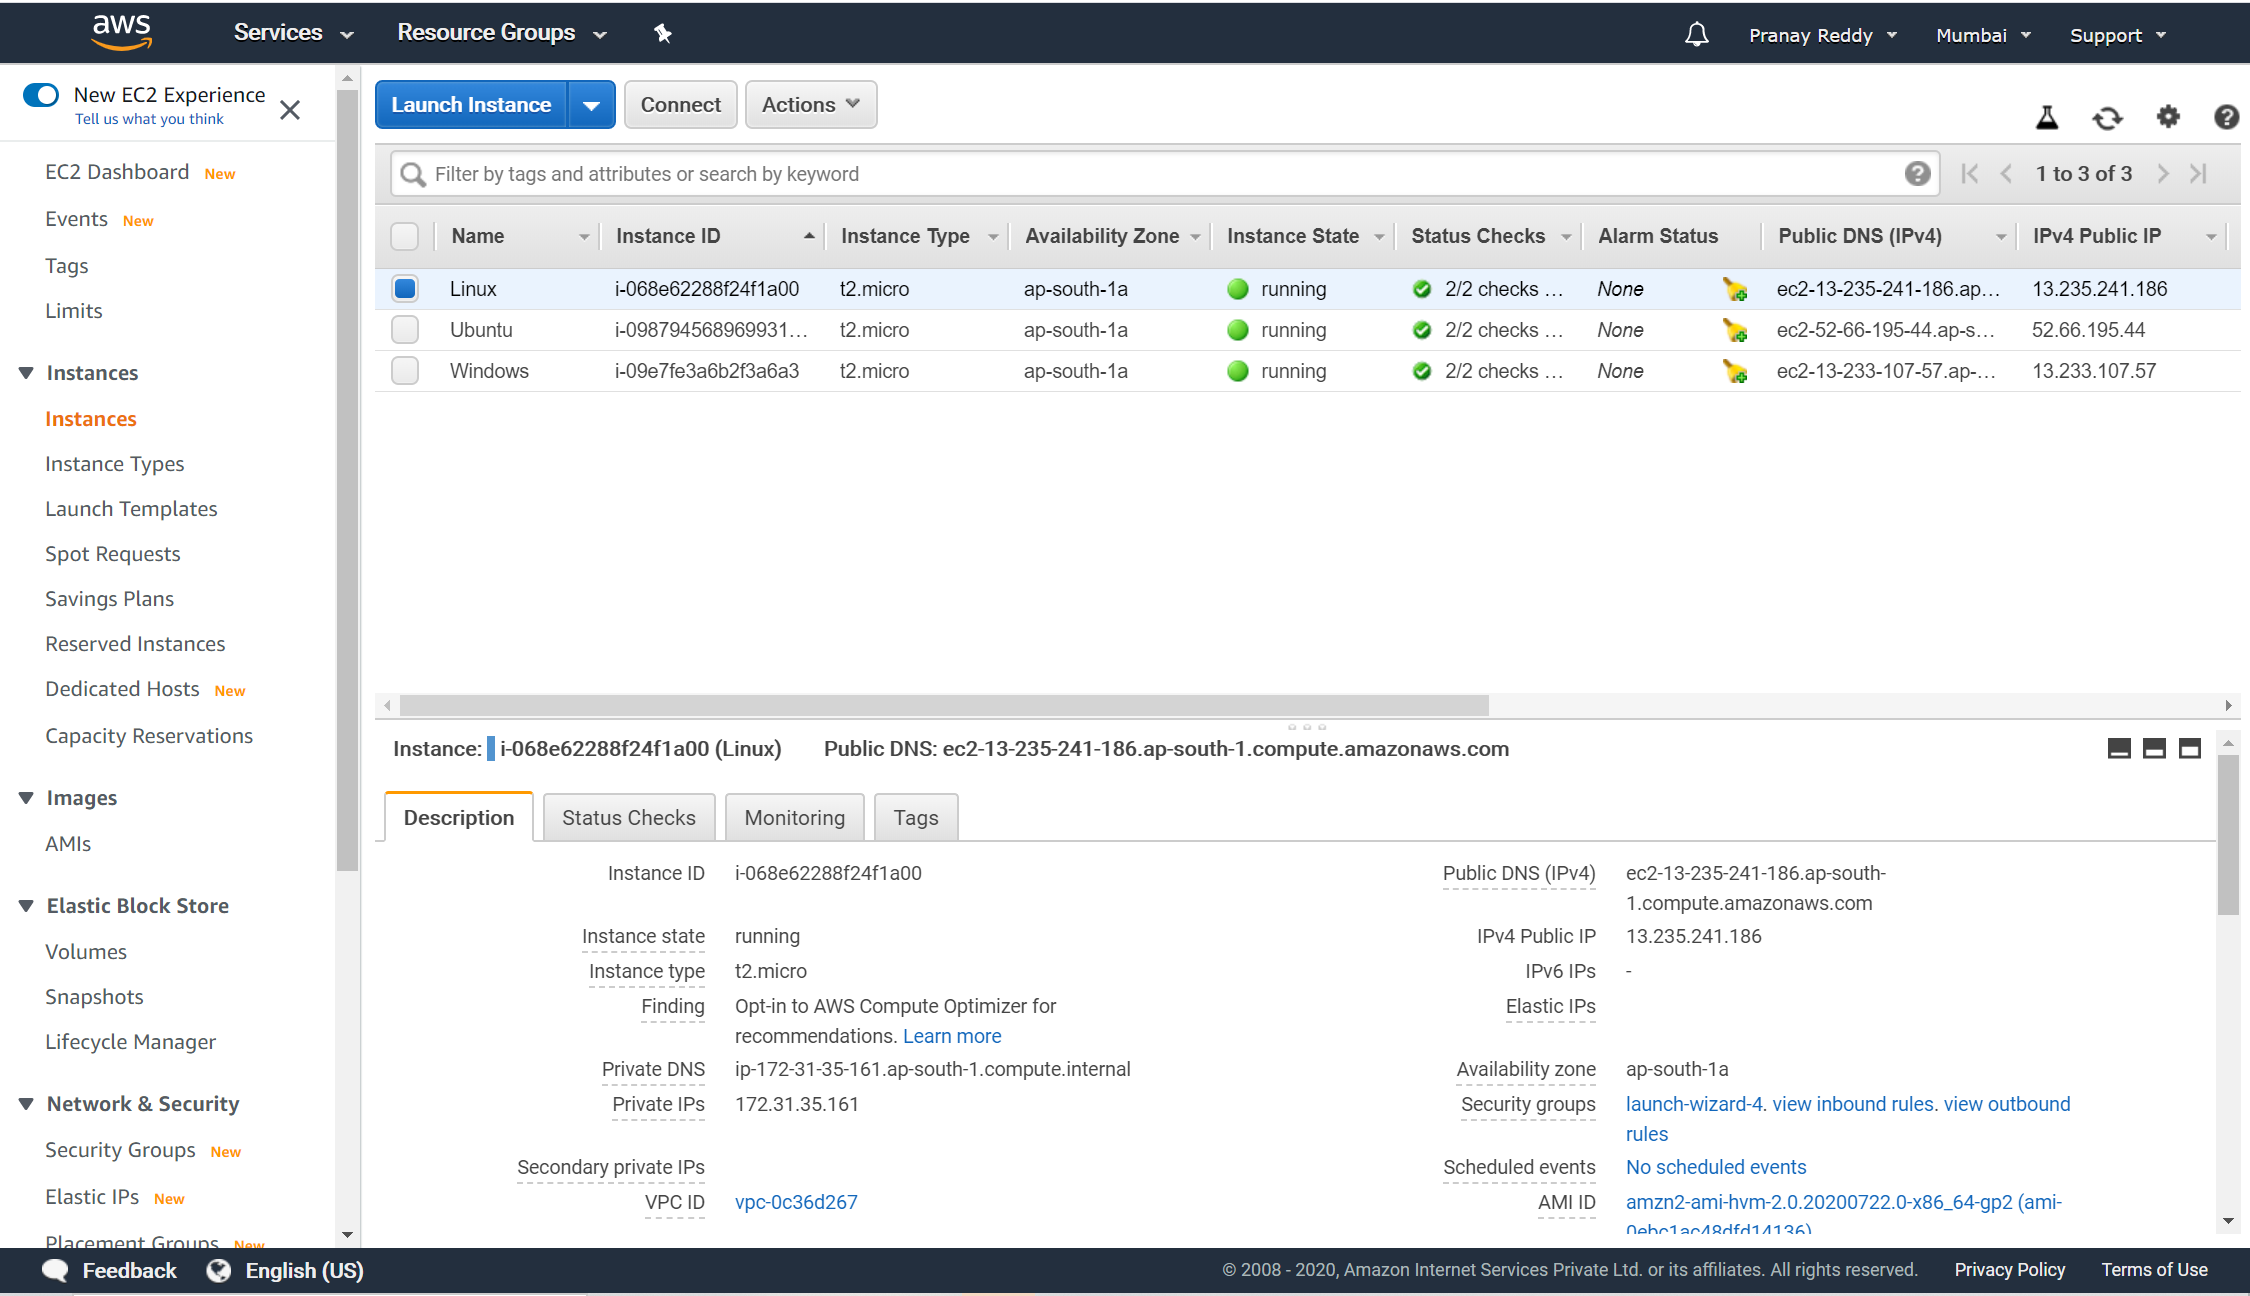 aws Services Resource Groups Pranay Reddy Mumbai Support
New EC2 Experience
Tell us what you think
EC2 Dashboard New
Events New
Tags
Limits
Instances
Instances
Instance Types
Launch Templates
Spot Requests
Savings Plans
Reserved Instances
Dedicated Hosts New
Capacity Reservations
Images
AMIs
Elastic Block Store
Volumes
Snapshots
Lifecycle Manager
Network & Security
Security Groups New
Elastic IPs New
Placement Groups New
Launch Instance Connect Actions
Filter by tags and attributes or search by keyword 1 to 3 of 3
Name Instance ID Instance Type Availability Zone Instance State Status Checks Alarm Status Public DNS (IPv4) IPv4 Public IP
Linux i-068e62288f24f1a00 t2.micro ap-south-1a running 2/2 checks ... None ec2-13-235-241-186.ap... 13.235.241.186
Ubuntu i-098794568969931... t2.micro ap-south-1a running 2/2 checks ... None ec2-52-66-195-44.ap-s... 52.66.195.44
Windows i-09e7fe3a6b2f3a6a3 t2.micro ap-south-1a running 2/2 checks ... None ec2-13-233-107-57.ap-... 13.233.107.57
Instance: i-068e62288f24f1a00 (Linux) Public DNS: ec2-13-235-241-186.ap-south-1.compute.amazonaws.com
Description Status Checks Monitoring Tags
Instance ID i-068e62288f24f1a00
Instance state running
Instance type t2.micro
Finding Opt-in to AWS Compute Optimizer for
recommendations. Learn more
Private DNS ip-172-31-35-161.ap-south-1.compute.internal
Private IPs 172.31.35.161
Secondary private IPs
VPC ID vpc-0c36d267
Public DNS (IPv4) ec2-13-235-241-186.ap-south-
1.compute.amazonaws.com
IPv4 Public IP 13.235.241.186
IPv6 IPs -
Elastic IPs
Availability zone ap-south-1a
Security groups launch-wizard-4. view inbound rules. view outbound
rules
Scheduled events No scheduled events
AMI ID amzn2-ami-hvm-2.0.20200722.0-x86_64-gp2 (ami-
0ebc1ac48dfd14136)
Feedback English (US) © 2008 - 2020, Amazon Internet Services Private Ltd. or its affiliates. All rights reserved. Privacy Policy Terms of Use